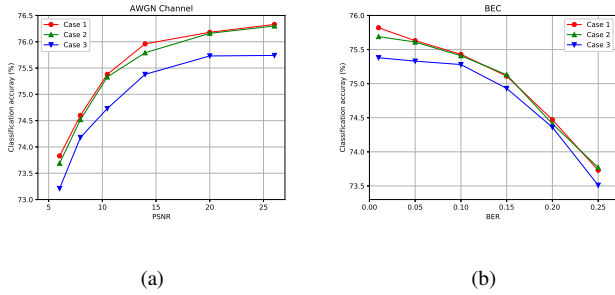 AWGN Channel
Case 1
Case 2
Case 3
Classification accuray (%)
76.5
76.0
75.5
75.0
74.5
74.0
73.5
73.0
5
10
15
20
25
PSNR
(a)
BEC
Case 1
Case 2
Case 3
Classification accuray (%)
76.0
75.5
75.0
74.5
74.0
73.5
0.00
0.05
0.10
0.15
0.20
0.25
BER
(b)